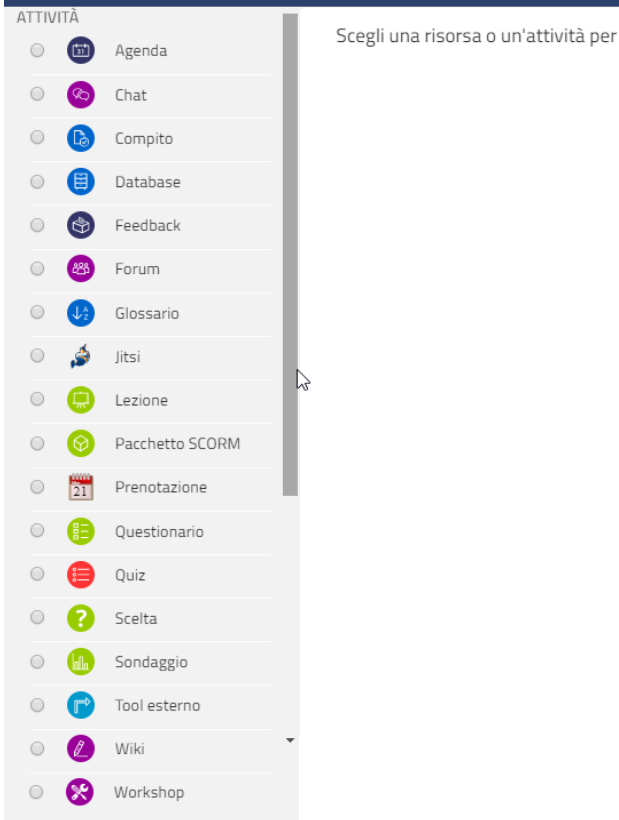 ATTIVITÀ
Scegli una risorsa o un'attività per
Agenda
Chat
Compito
Database
Feedback
Forum
Glossario
Jitsi
Lezione
Pacchetto SCORM
21
Prenotazione
Questionario
Quiz
Scelta
Sondaggio
Tool esterno
Wiki
Workshop